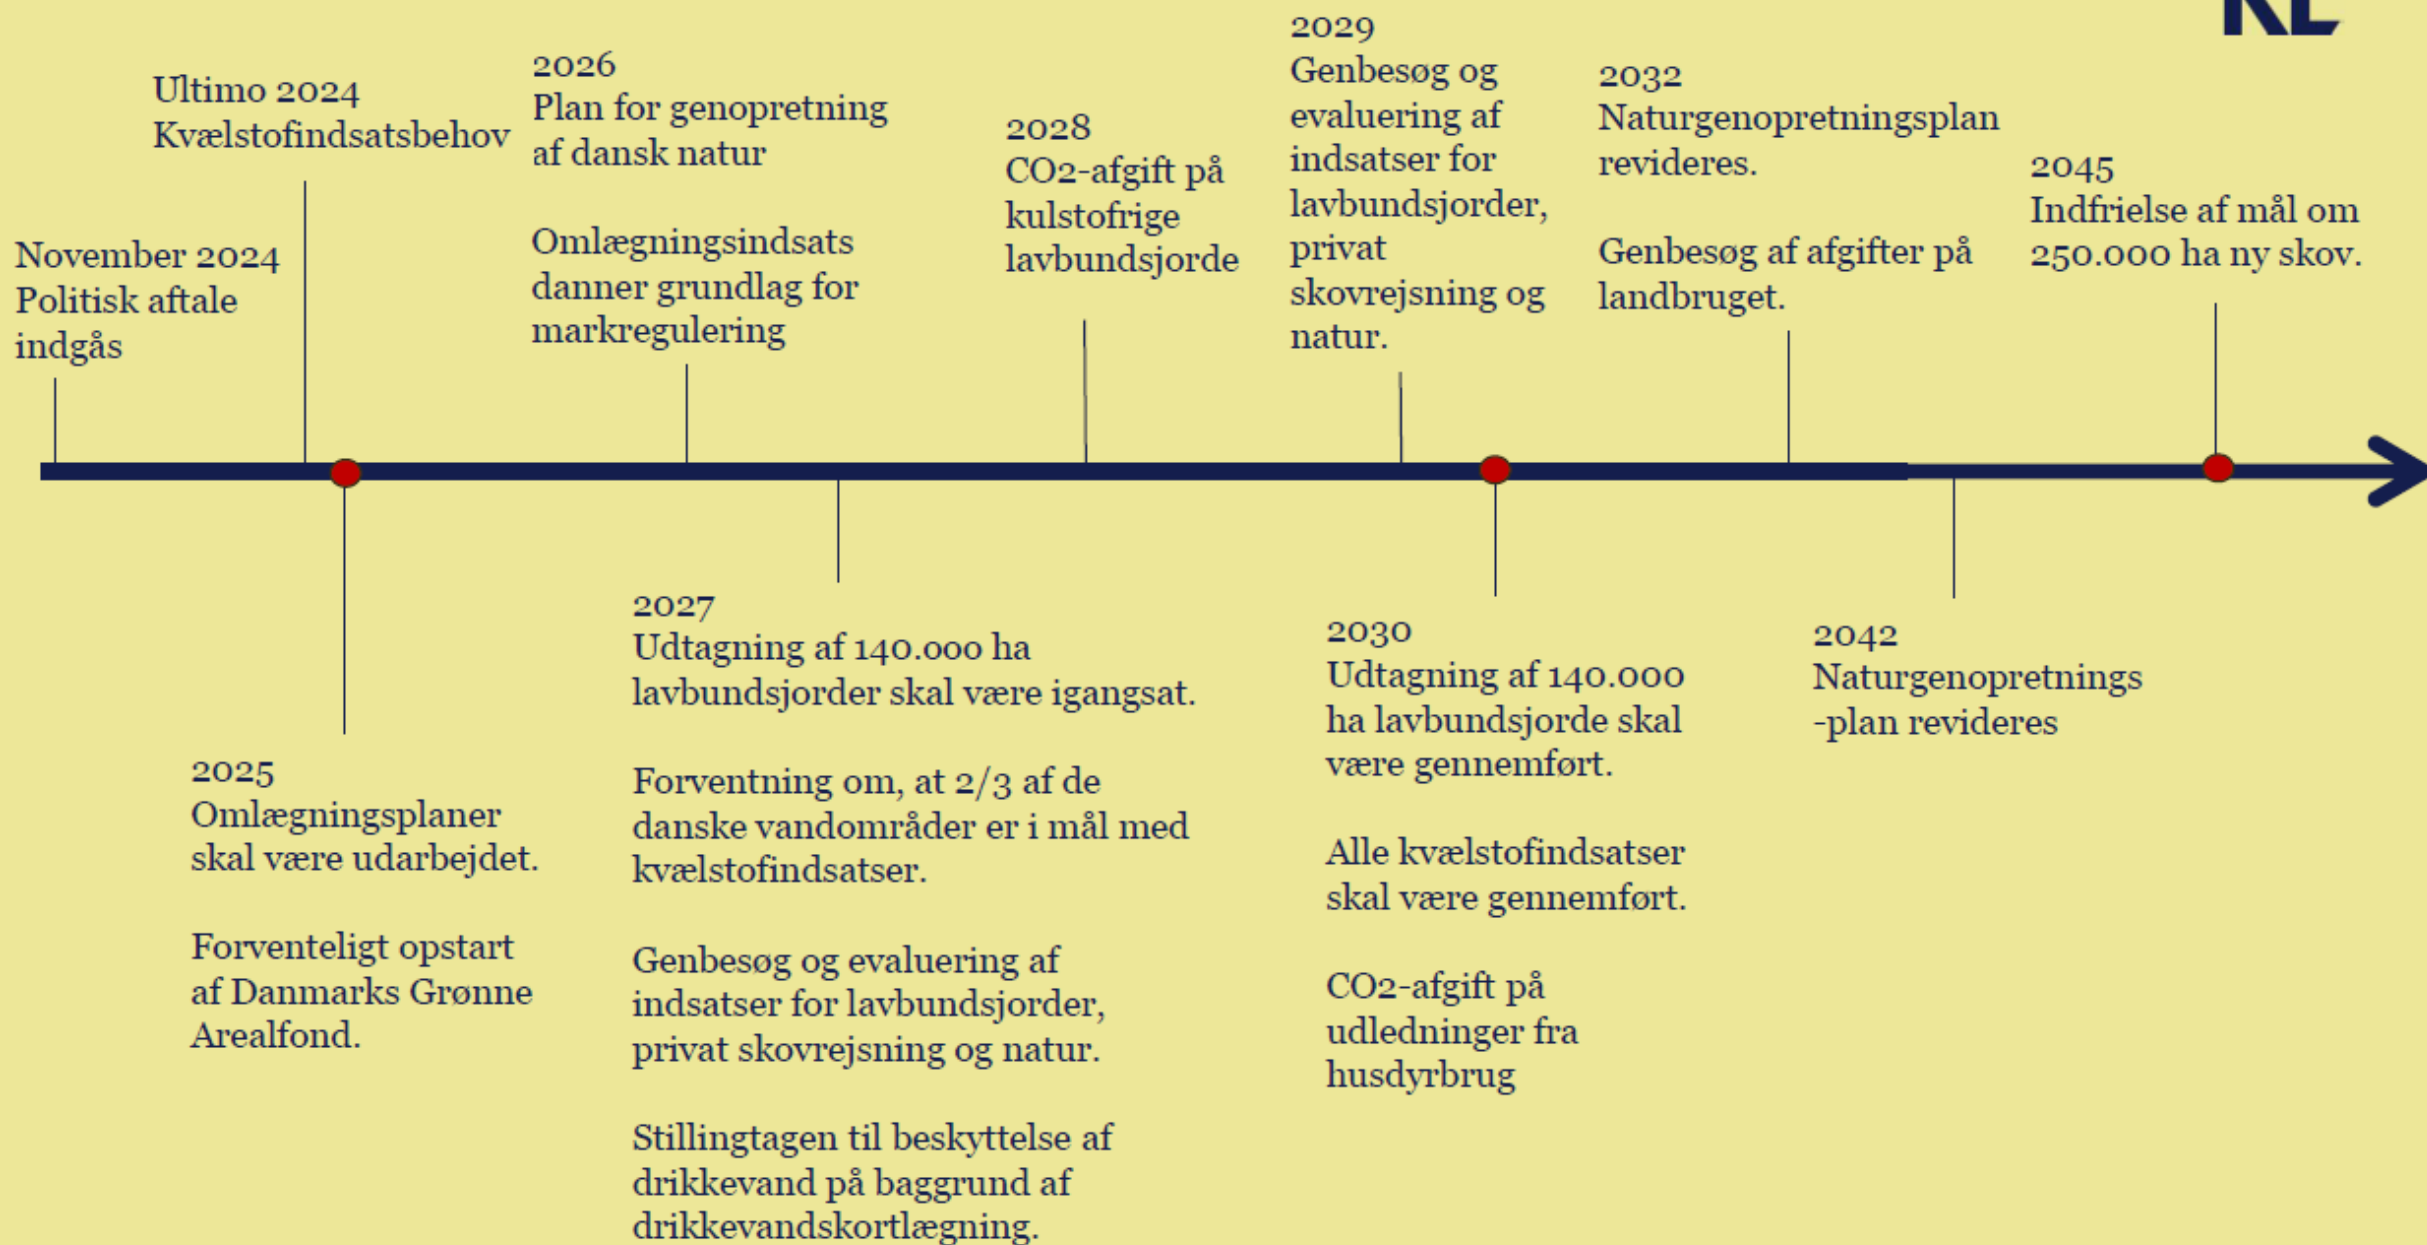 KL
November 2024
Politisk aftale
indgås
Ultimo 2024
Kvælstofindsatsbehov
2026
Plan for genopretning
af dansk natur
Omlægningsindsats
danner grundlag for
markregulering
2028
CO2-afgift på
kulstofrige
lavbundsjorde
2029
Genbesøg og
evaluering af
indsatser for
lavbundsjorder,
privat
skovrejsning og
natur.
2032
Naturgenopretningsplan
revideres.
Genbesøg af afgifter på
landbruget.
2045
Indfrielse af mål om
250.000 ha ny skov.
2025
Omlægningsplaner
skal være udarbejdet.
Forventeligt opstart
af Danmarks Grønne
Arealfond.
2027
Udtagning af 140.000 ha
lavbundsjorder skal være igangsat.
Forventning om, at 2/3 af de
danske vandområder er i mål med
kvælstofindsatser.
Genbesøg og evaluering af
indsatser for lavbundsjorder,
privat skovrejsning og natur.
Stillingtagen til beskyttelse af
drikkevand på baggrund af
drikkevandskortlægning.
2030
Udtagning af 140.000
ha lavbundsjorde skal
være gennemført.
Alle kvælstofindsatser
skal være gennemført.
CO2-afgift på
udledninger fra
husdyrbrug
2042
Naturgenopretnings
-plan revideres